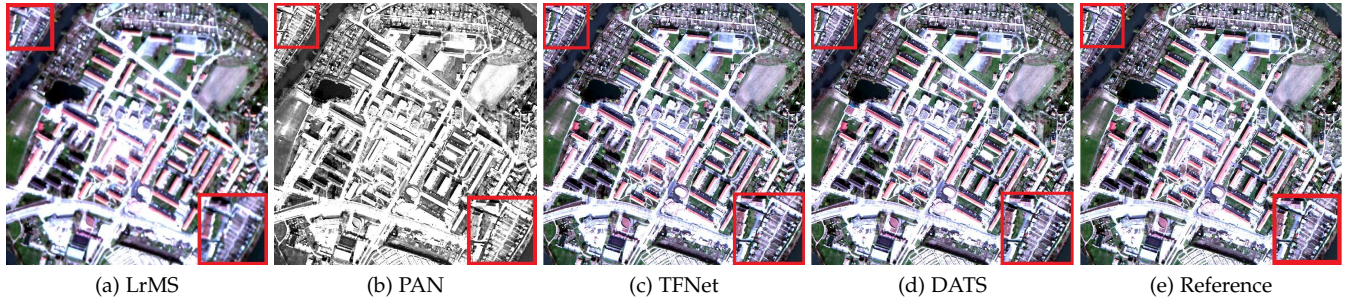 (a) LrMS
(b) PAN
(c) TFNet
(d) DATS
(e) Reference